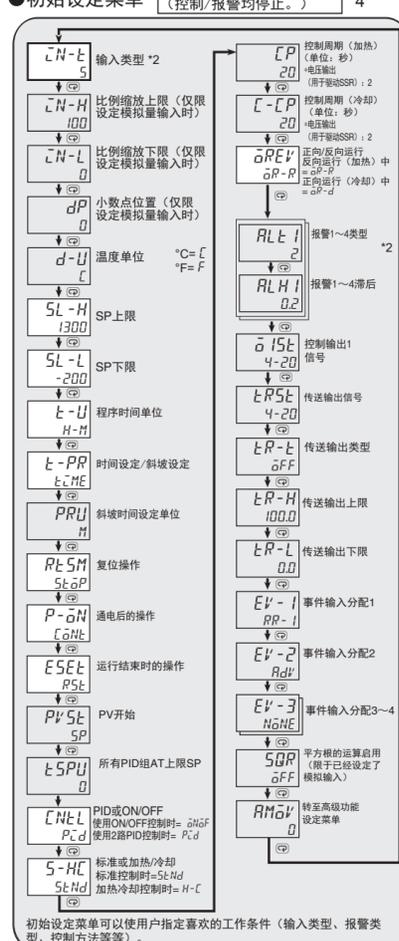 ●初始设定菜单
(控制/报警均停止。)
4
iN-t
5
输入类型 *2
iN-H
100
比例缩放上限（仅限
设定模拟量输入时）
iN-L
0
比例缩放下限（仅限
设定模拟量输入时）
dP
0
小数点位置（仅限
设定模拟量输入时）
d-U
C
温度单位
°C= C
°F= F
SL-H
1300
SP上限
SL-L
-200
SP下限
t-U
H-M
程序时间单位
t-PR
tiME
时间设定/斜坡设定
PRU
M
斜坡时间设定单位
RESM
StoP
复位操作
P-oN
CoNt
通电后的操作
ESEt
RSt
运行结束时的操作
PVSt
SP
PV开始
tSPU
0
所有PID组AT上限SP
CNtL
Pid
PID或ON/OFF
使用ON/OFF控制时= oNoF
使用2路PID控制时= Pid
S-HC
StNd
标准或加热/冷却
标准控制时=StNd
加热冷却控制时= H-C
CP
20
控制周期（加热）
（单位：秒）
•电压输出
（用于驱动SSR）：2
C-CP
20
控制周期（冷却）
（单位：秒）
•电压输出
（用于驱动SSR）：2
oREV
oR-R
正向/反向运行
反向运行（加热）中
= oR-R
正向运行（冷却）中
= oR-d
ALt1
2
报警1～4类型
*2
ALH1
0.2
报警1～4滞后
o1St
4-20
控制输出1
信号
tRSt
4-20
传送输出信号
tR-t
oFF
传送输出类型
tR-H
100.0
传送输出上限
tR-L
0.0
传送输出下限
EV-1
RR-1
事件输入分配1
EV-2
AdV
事件输入分配2
EV-3
NoNE
事件输入分配3～4
SQR
oFF
平方根的运算启用
（限于已经设定了
模拟输入）
AMoV
0
转至高级功能
设定菜单
初始设定菜单可以使用户指定喜欢的工作条件（输入类型、报警类
型、控制方法等等）。